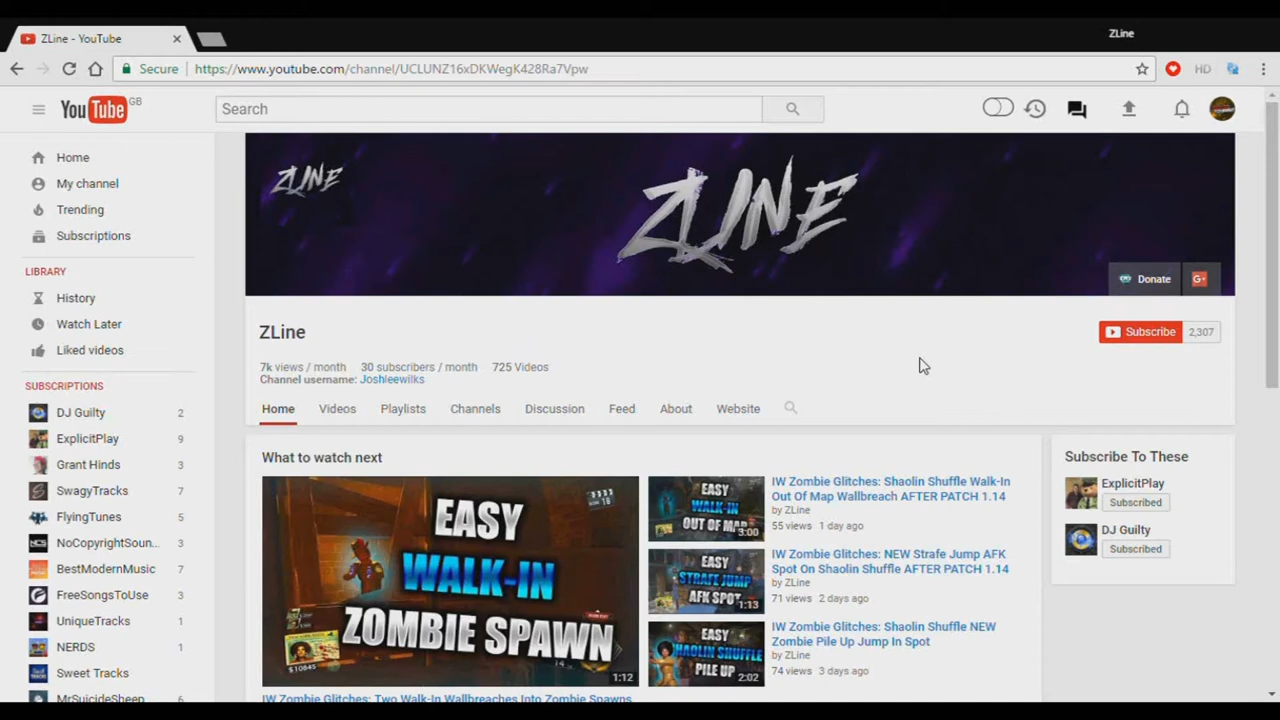 ZLine - YouTube
ZLine
Secure
https://www.youtube.com/channel/UCLUNZ16xDKWegK428Ra7Vpw
HD
YouTube GB
Search
Home
My channel
Trending
Subscriptions
LIBRARY
History
Watch Later
Liked videos
SUBSCRIPTIONS
DJ Guilty 2
ExplicitPlay 9
Grant Hinds 3
SwagyTracks 7
FlyingTunes 5
NoCopyrightSoun... 3
BestModernMusic 7
FreeSongsToUse 3
UniqueTracks 1
NERDS 1
Sweet Tracks 7
MrSuicideSheep 6
ZLINE
ZLINE
Donate
G+
ZLine
Subscribe 2,307
7k views / month 30 subscribers / month 725 Videos
Channel username: Joshleewilks
Home Videos Playlists Channels Discussion Feed About Website
What to watch next
EASY
WALK-IN
ZOMBIE SPAWN
$10845
1:12
IW Zombie Glitches: Two Walk-In Wallbreaches Into Zombie Spawns
EASY
WALK-IN
OUT OF MAP
3:00
IW Zombie Glitches: Shaolin Shuffle Walk-In
Out Of Map Wallbreach AFTER PATCH 1.14
by ZLine
55 views 1 day ago
EASY
STRAFE JUMP
AFK SPOT
1:13
IW Zombie Glitches: NEW Strafe Jump AFK
Spot On Shaolin Shuffle AFTER PATCH 1.14
by ZLine
71 views 2 days ago
EASY
SHAOLIN SHUFFLE
PILE UP
2:02
IW Zombie Glitches: Shaolin Shuffle NEW
Zombie Pile Up Jump In Spot
by ZLine
74 views 3 days ago
Subscribe To These
ExplicitPlay
Subscribed
DJ Guilty
Subscribed